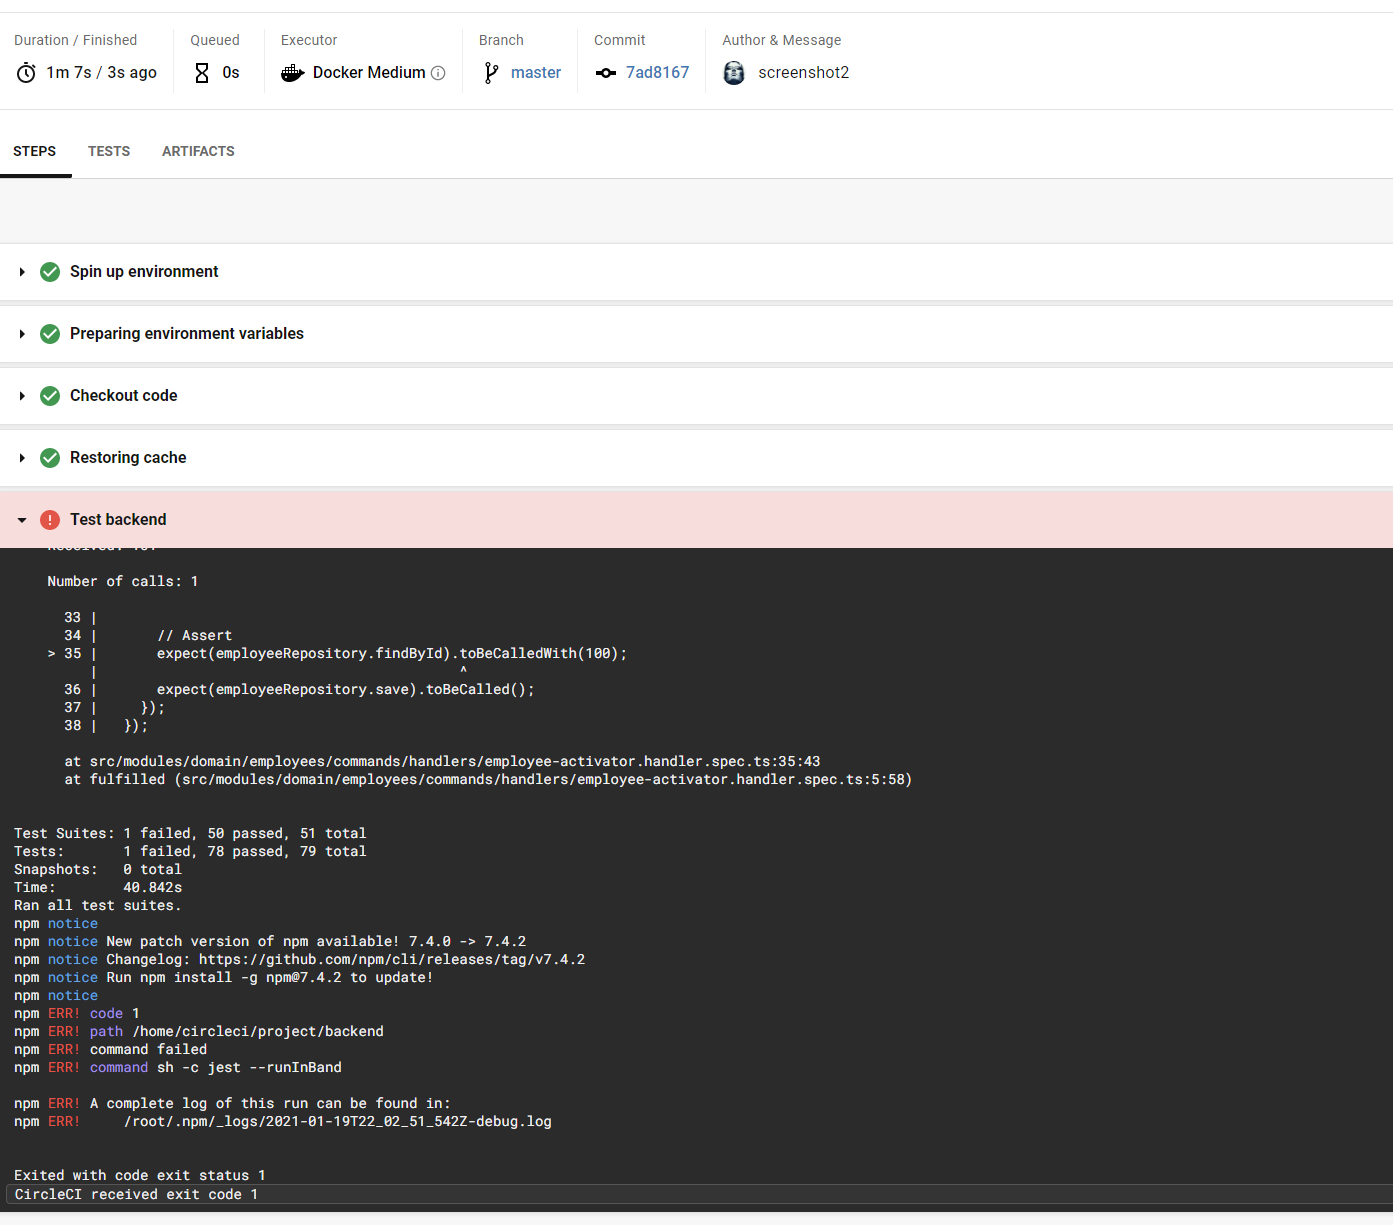 Duration / Finished
Queued
Executor
Branch
Commit
Author & Message
1m 7s / 3s ago
0s
Docker Medium
master
7ad8167
screenshot2
STEPS
TESTS
ARTIFACTS
Spin up environment
Preparing environment variables
Checkout code
Restoring cache
Test backend
Number of calls: 1
33 |
34 |       // Assert
> 35 |       expect(employeeRepository.findById).toBeCalledWith(100);
|                                           ^
36 |       expect(employeeRepository.save).toBeCalled();
37 |     });
38 |   });
at src/modules/domain/employees/commands/handlers/employee-activator.handler.spec.ts:35:43
at fulfilled (src/modules/domain/employees/commands/handlers/employee-activator.handler.spec.ts:5:58)
Test Suites: 1 failed, 50 passed, 51 total
Tests:       1 failed, 78 passed, 79 total
Snapshots:   0 total
Time:        40.842s
Ran all test suites.
npm notice
npm notice New patch version of npm available! 7.4.0 -> 7.4.2
npm notice Changelog: https://github.com/npm/cli/releases/tag/v7.4.2
npm notice Run npm install -g npm@7.4.2 to update!
npm notice
npm ERR! code 1
npm ERR! path /home/circleci/project/backend
npm ERR! command failed
npm ERR! command sh -c jest --runInBand
npm ERR! A complete log of this run can be found in:
npm ERR!     /root/.npm/_logs/2021-01-19T22_02_51_542Z-debug.log
Exited with code exit status 1
CircleCI received exit code 1